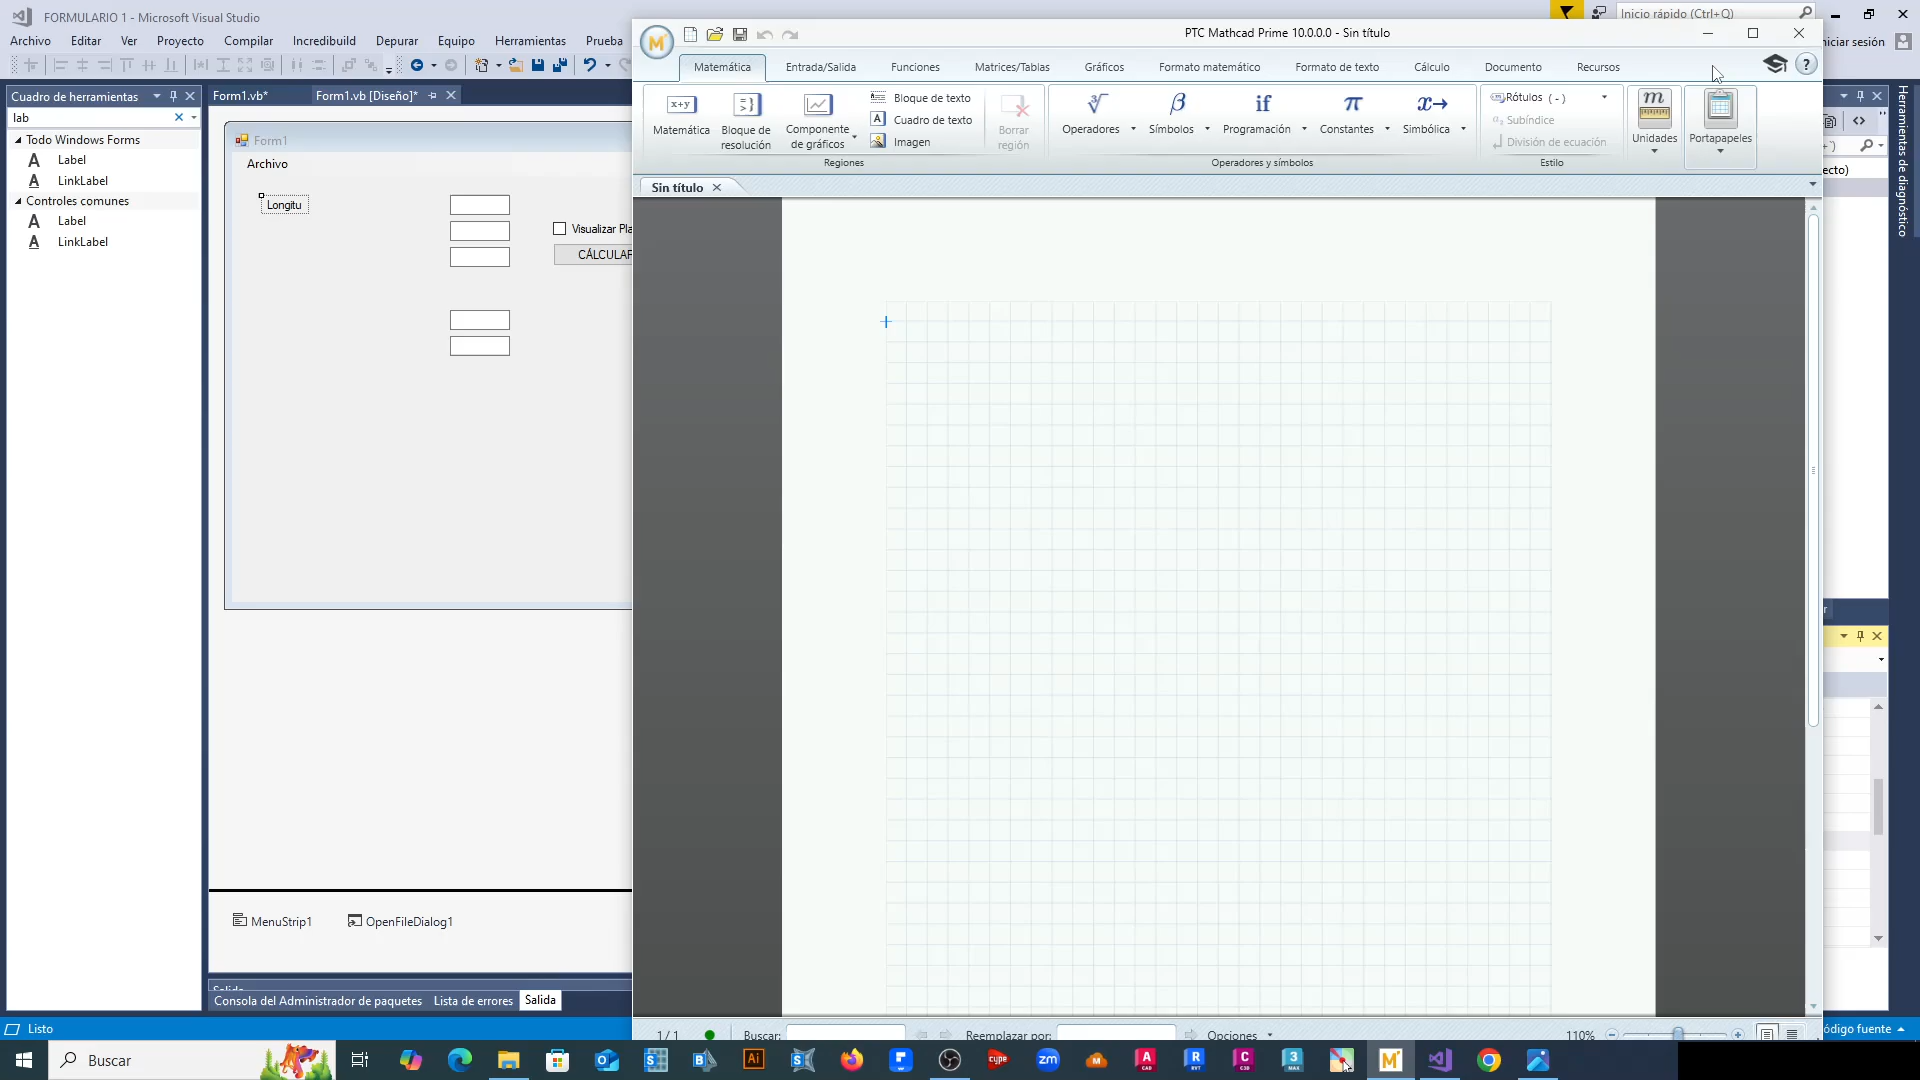 FORMULARIO 1 - Microsoft Visual Studio
Inicio rápido (Ctrl+Q)
Archivo Editar Ver Proyecto Compilar Incredibuild Depurar Equipo Herramientas Prueba
iniciar sesión
PTC Mathcad Prime 10.0.0.0 - Sin título
Matemática Entrada/Salida Funciones Matrices/Tablas Gráficos Formato matemático Formato de texto Cálculo Documento Recursos
Matemática
Bloque de resolución
Componente de gráficos
Bloque de texto
Cuadro de texto
Imagen
Borrar región
Regiones
Operadores Símbolos Programación Constantes Simbólica
Operadores y símbolos
Rótulos ( - )
Subíndice
División de ecuación
Estilo
Unidades
Portapapeles
Sin título
Cuadro de herramientas
lab
Todo Windows Forms
A Label
A LinkLabel
Controles comunes
A Label
A LinkLabel
Form1.vb* Form1.vb [Diseño]*
Form1
Archivo
Longitu
Visualizar Pla
CÁLCULAR
MenuStrip1 OpenFileDialog1
Salida
Consola del Administrador de paquetes Lista de errores Salida
Listo
Herramientas de diagnóstico
ecto)
ódigo fuente
1 / 1 Buscar: Reemplazar por: Opciones 110%
Buscar